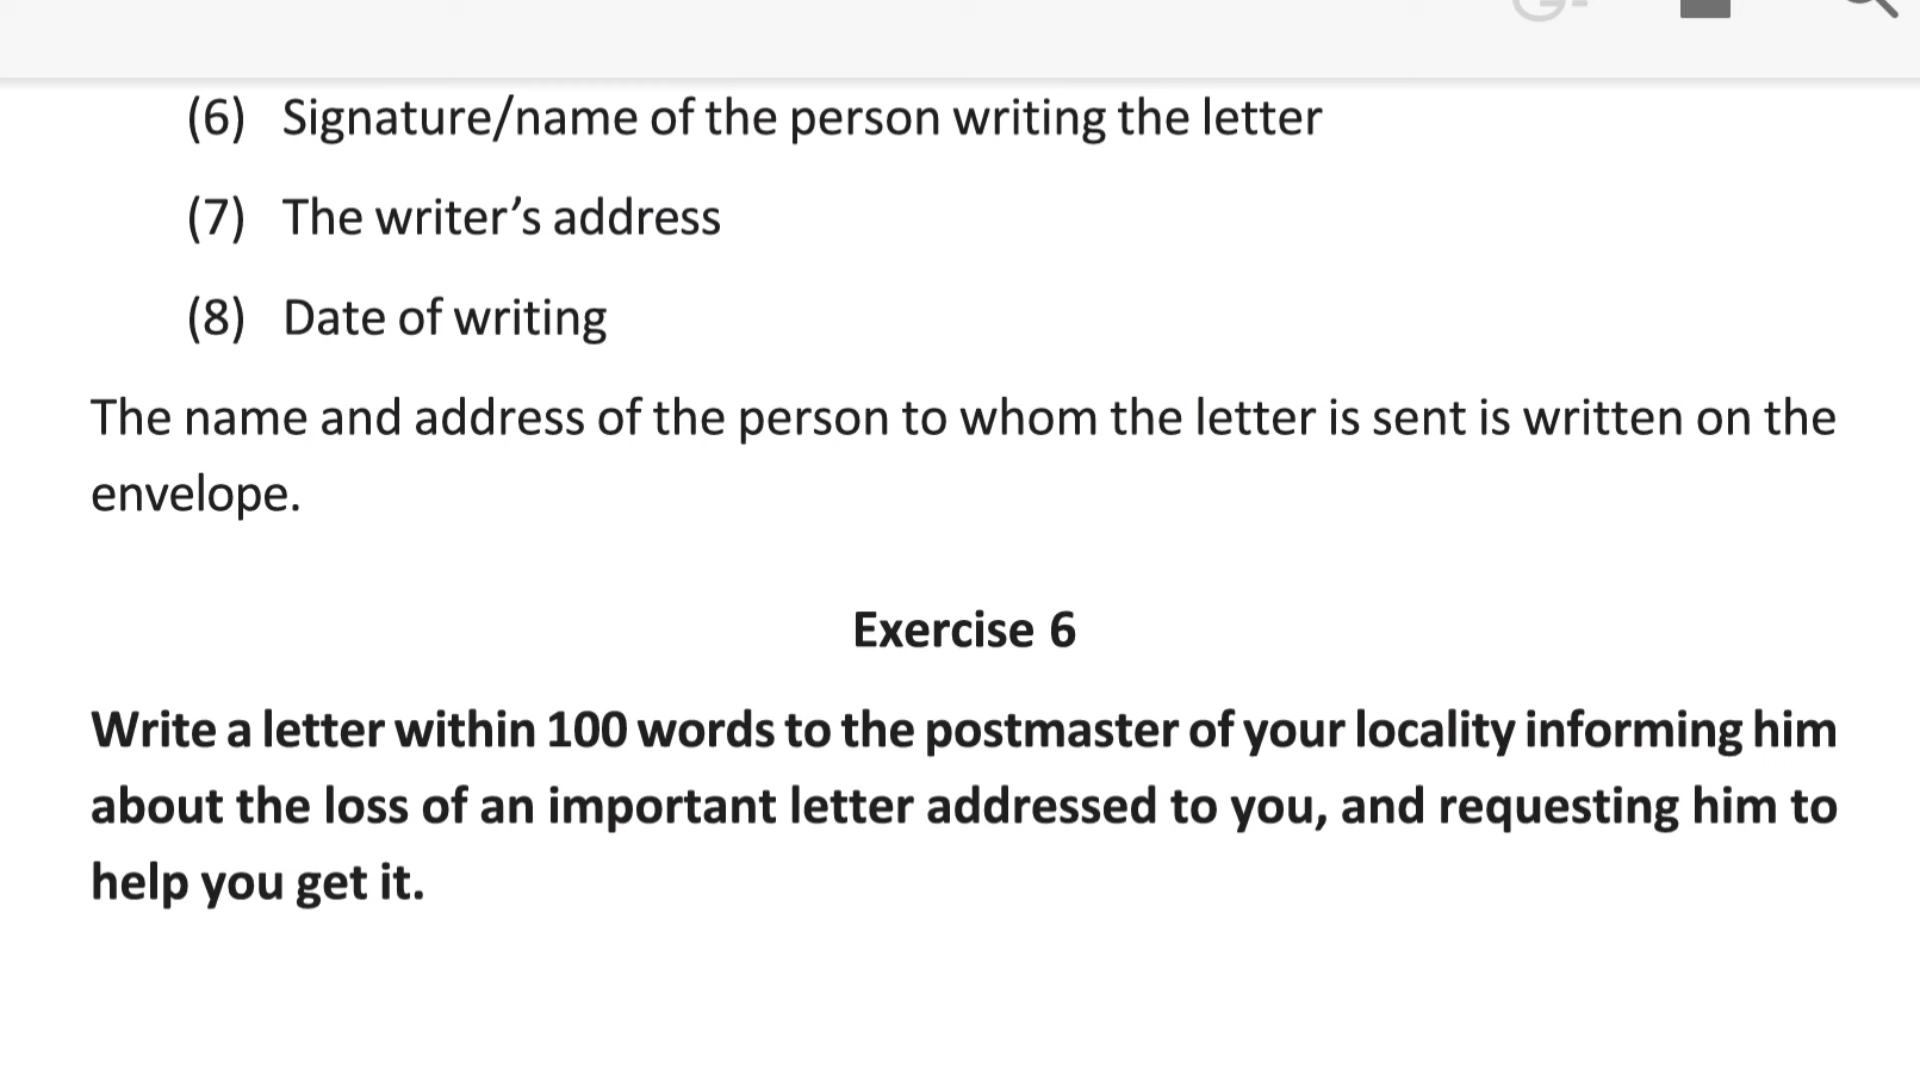 (6) Signature/name of the person writing the letter
(7) The writer’s address
(8) Date of writing
The name and address of the person to whom the letter is sent is written on the
envelope.
Exercise 6
Write a letter within 100 words to the postmaster of your locality informing him
about the loss of an important letter addressed to you, and requesting him to
help you get it.